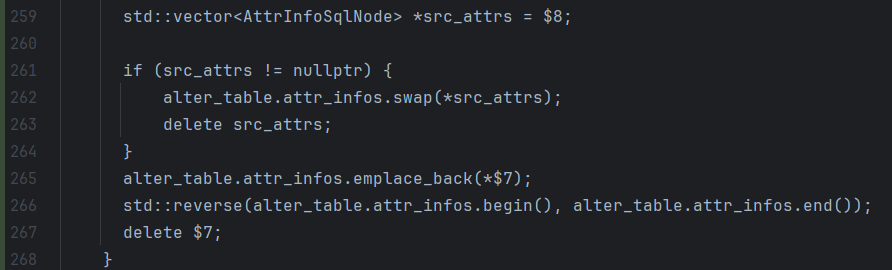 259 std::vector<AttrInfoSqlNode> *src_attrs = $8;
260
261 if (src_attrs != nullptr) {
262 alter_table.attr_infos.swap(*src_attrs);
263 delete src_attrs;
264 }
265 alter_table.attr_infos.emplace_back(*$7);
266 std::reverse(alter_table.attr_infos.begin(), alter_table.attr_infos.end());
267 delete $7;
268 }